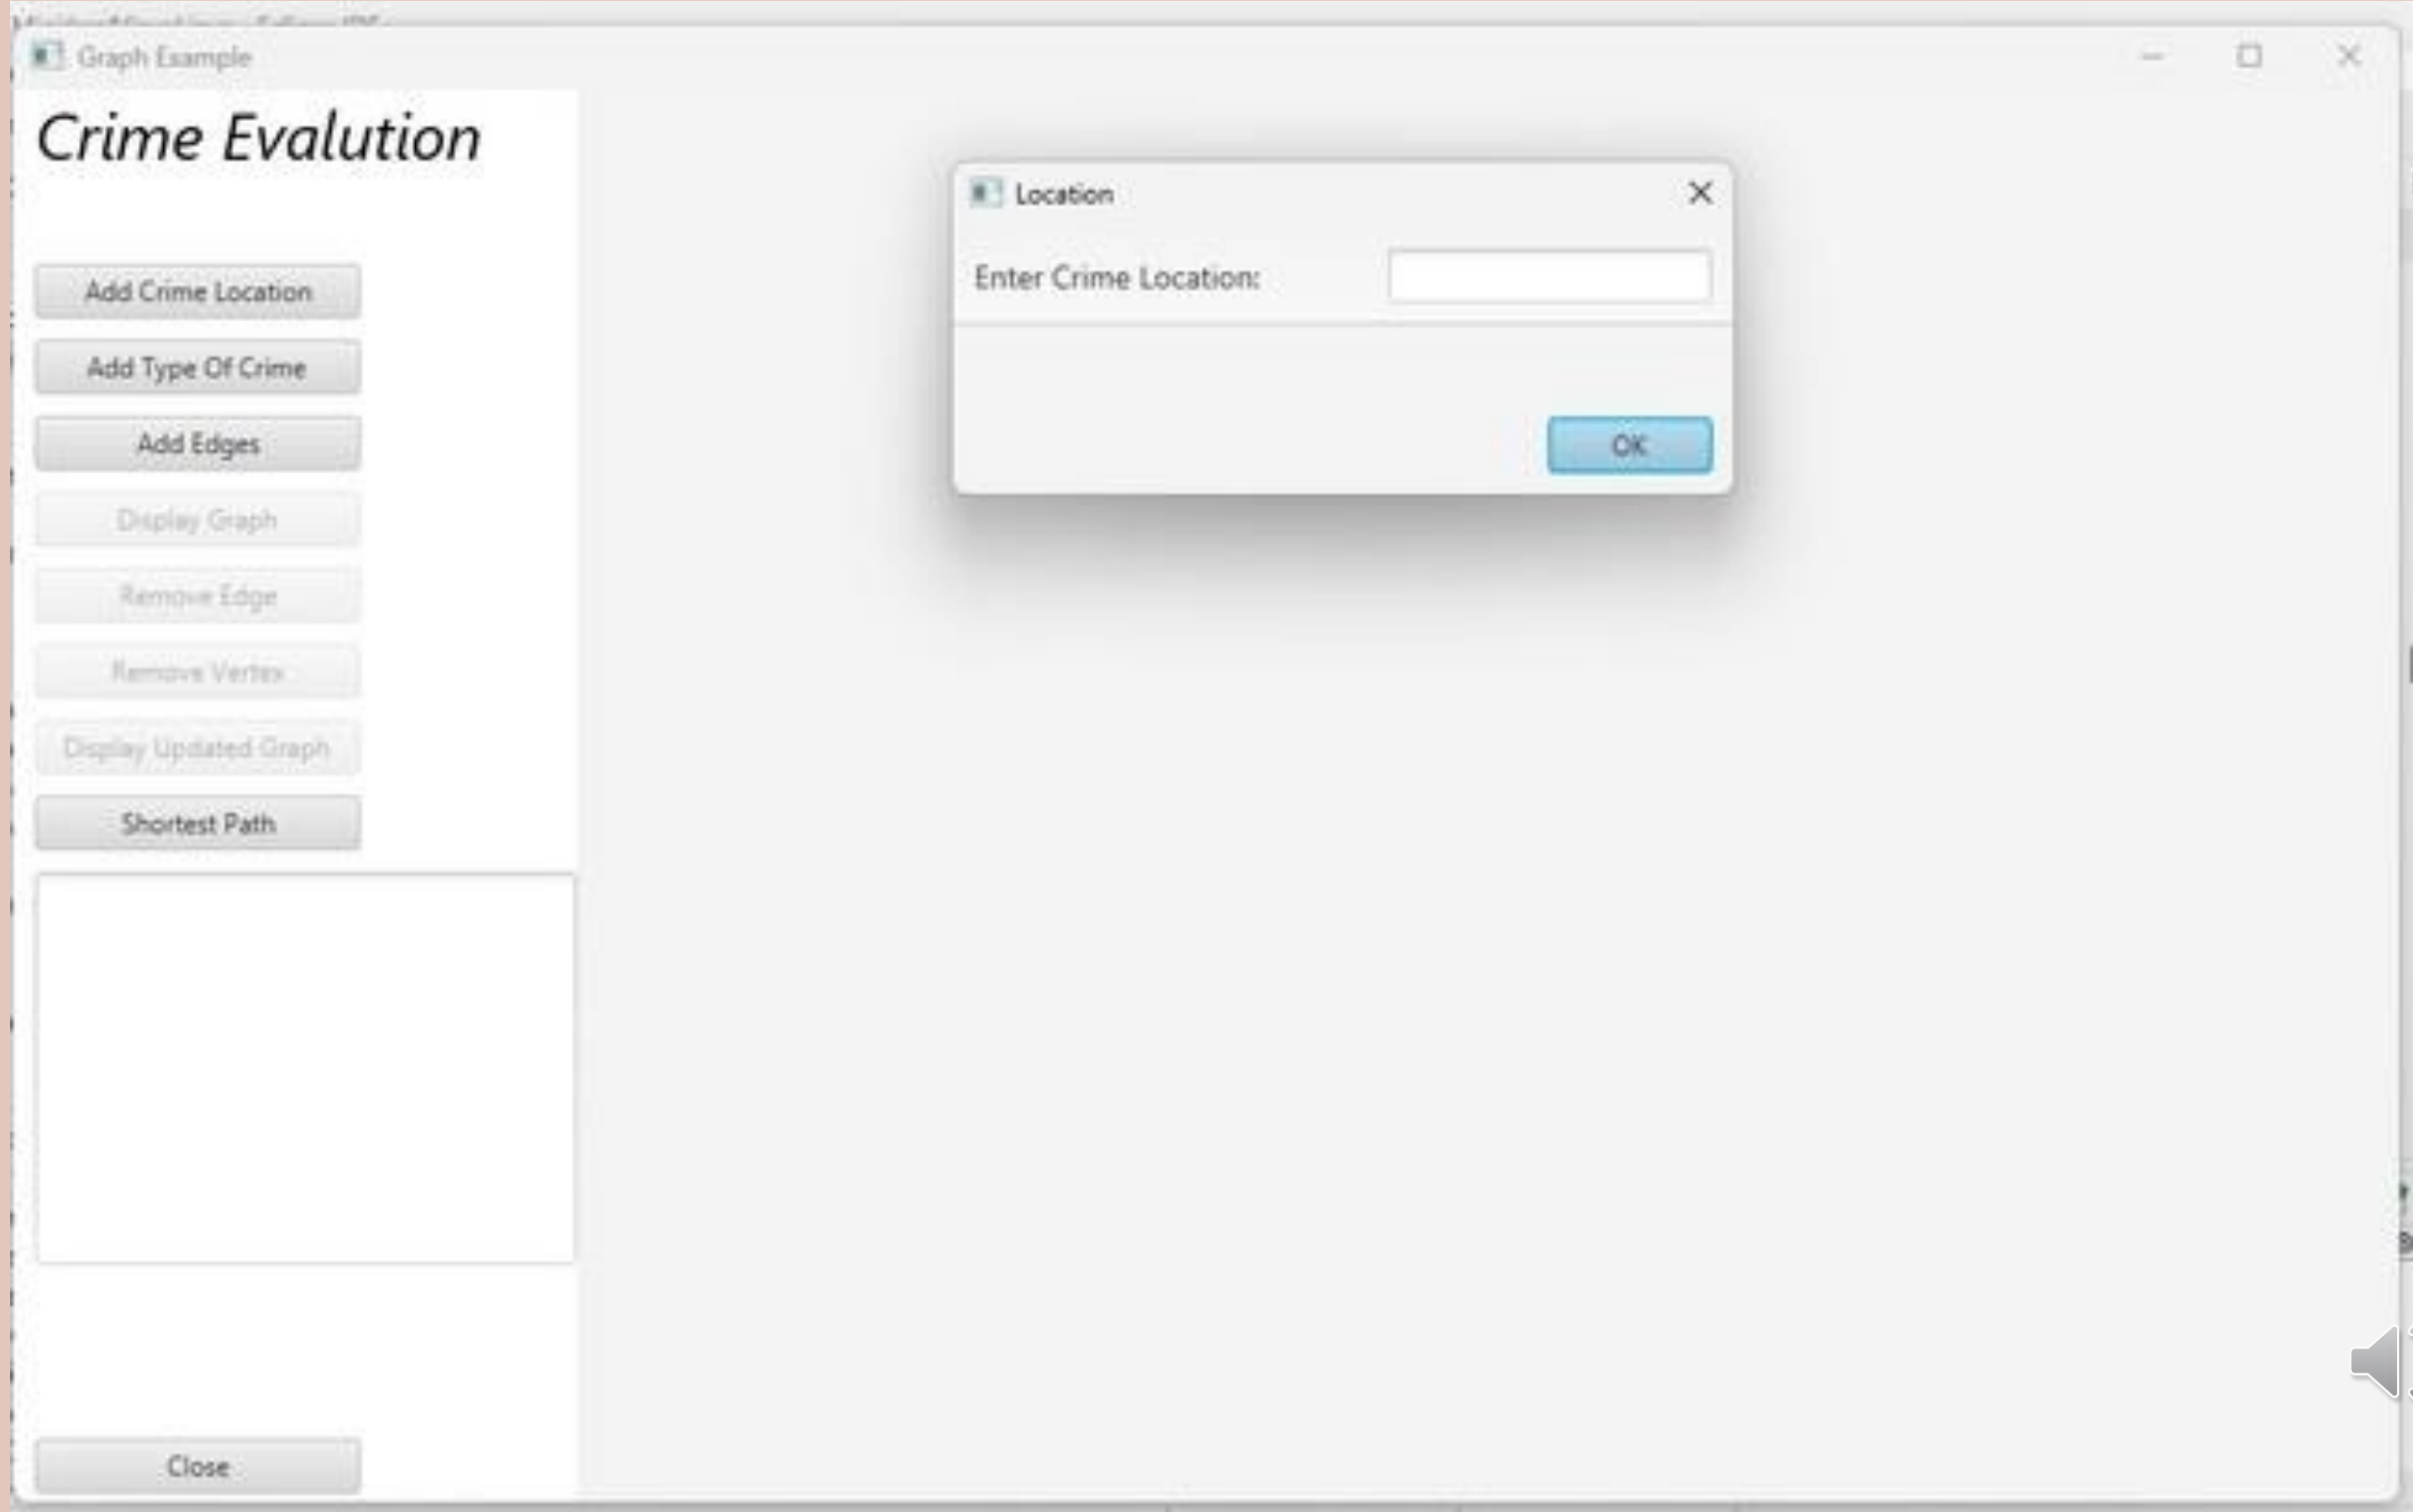 Graph Example
Crime Evalution
Location
Enter Crime Location:
OK
Add Crime Location
Add Type Of Crime
Add Edges
Display Graph
Remove Edge
Remove Vertex
Display Updated Graph
Shortest Path
Close